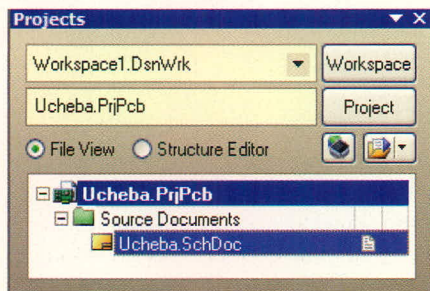 Projects
Workspace1.DsnWrk Workspace
Ucheba.PrjPcb Project
File View Structure Editor
Ucheba.PrjPcb
Source Documents
Ucheba.SchDoc